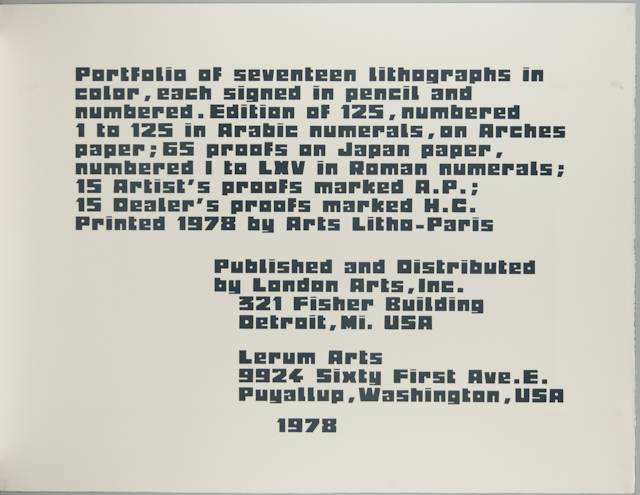 Portfolio of seventeen lithographs in
color, each signed in pencil and
numbered. Edition of 125, numbered
1 to 125 in Arabic numerals, on Arches
paper; 65 proofs on Japan paper,
numbered I to LXV in Roman numerals;
15 Artist's proofs marked A.P.;
15 Dealer's proofs marked H.C.
Printed 1978 by Arts Litho-Paris
Published and Distributed
by London Arts, Inc.
321 Fisher Building
Detroit, Mi. USA
Lerum Arts
9924 Sixty First Ave. E.
Puyallup, Washington, USA
1978